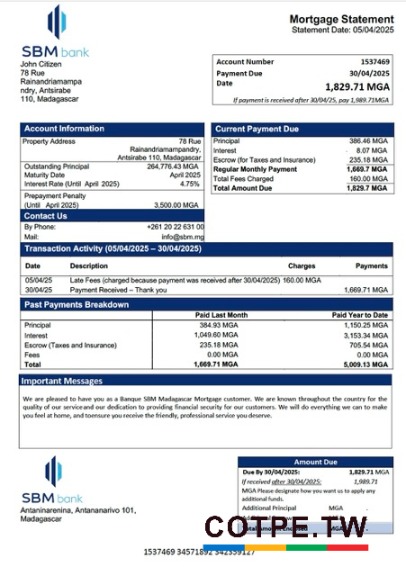 SBM bank
Mortgage Statement
Statement Date: 05/04/2025
John Citizen
78 Rue
Rainandriamampa
ndry, Antsirabe
110, Madagascar
Account Number 1537469
Payment Due 30/04/2025
Date
1,829.71 MGA
If payment is received after 30/04/25, pay 1,989.71MGA
Account Information
Property Address 78 Rue
Rainandriamampandry,
Antsirabe 110, Madagascar
Outstanding Principal 264,776.43 MGA
Maturity Date April 2025
Interest Rate (Until April 2025) 4.75%
Prepayment Penalty
(Until April 2025) 3,500.00 MGA
Contact Us
By Phone: +261 20 22 631 00
Mail: info@sbm.mg
Current Payment Due
Principal 386.46 MGA
Interest 8.07 MGA
Escrow (for Taxes and Insurance) 235.18 MGA
Regular Monthly Payment 1,669.7 MGA
Total Fees Charged 160.00 MGA
Total Amount Due 1,829.7 MGA
Transaction Activity (05/04/2025 – 30/04/2025)
Date Description Charges Payments
05/04/25 Late Fees (charged because payment was received after 30/04/2025) 160.00 MGA
30/04/25 Payment Received – Thank you 1,669.71 MGA
Past Payments Breakdown
Paid Last Month Paid Year to Date
Principal 384.93 MGA 1,150.25 MGA
Interest 1,049.60 MGA 3,153.34 MGA
Escrow (Taxes and Insurance) 235.18 MGA 705.54 MGA
Fees 0.00 MGA 0.00 MGA
Total 1,669.71 MGA 5,009.13 MGA
Important Messages
We are pleased to have you as a Banque SBM Madagascar Mortgage customer. We are known throughout the country for the
quality of our service and our dedication to providing financial security for our customers. We will do everything we can to make
you feel at home, and toensure you receive the friendly, professional service you deserve.
SBM bank
Antaninarenina, Antananarivo 101,
Madagascar
Amount Due
Due By 30/04/2025: 1,829.71 MGA
If received after 30/04/2025: 1,989.71
MGA Please designate how you want us to apply any
additional funds.
Additional Principal MGA
COTPE.TW
1537469 34571892 342359127